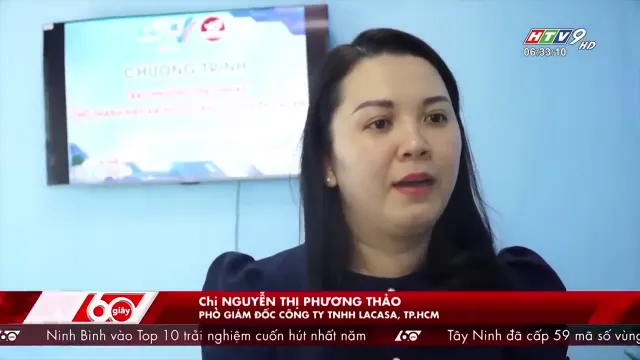 HTV9 HD
06:33:10
CHƯƠNG TRÌNH
60 giây
Chị NGUYỄN THỊ PHƯƠNG THẢO
PHÓ GIÁM ĐỐC CÔNG TY TNHH LACASA, TP.HCM
60 Ninh Bình vào Top 10 trải nghiệm cuốn hút nhất năm 60 Tây Ninh đã cấp 59 mã số vùng